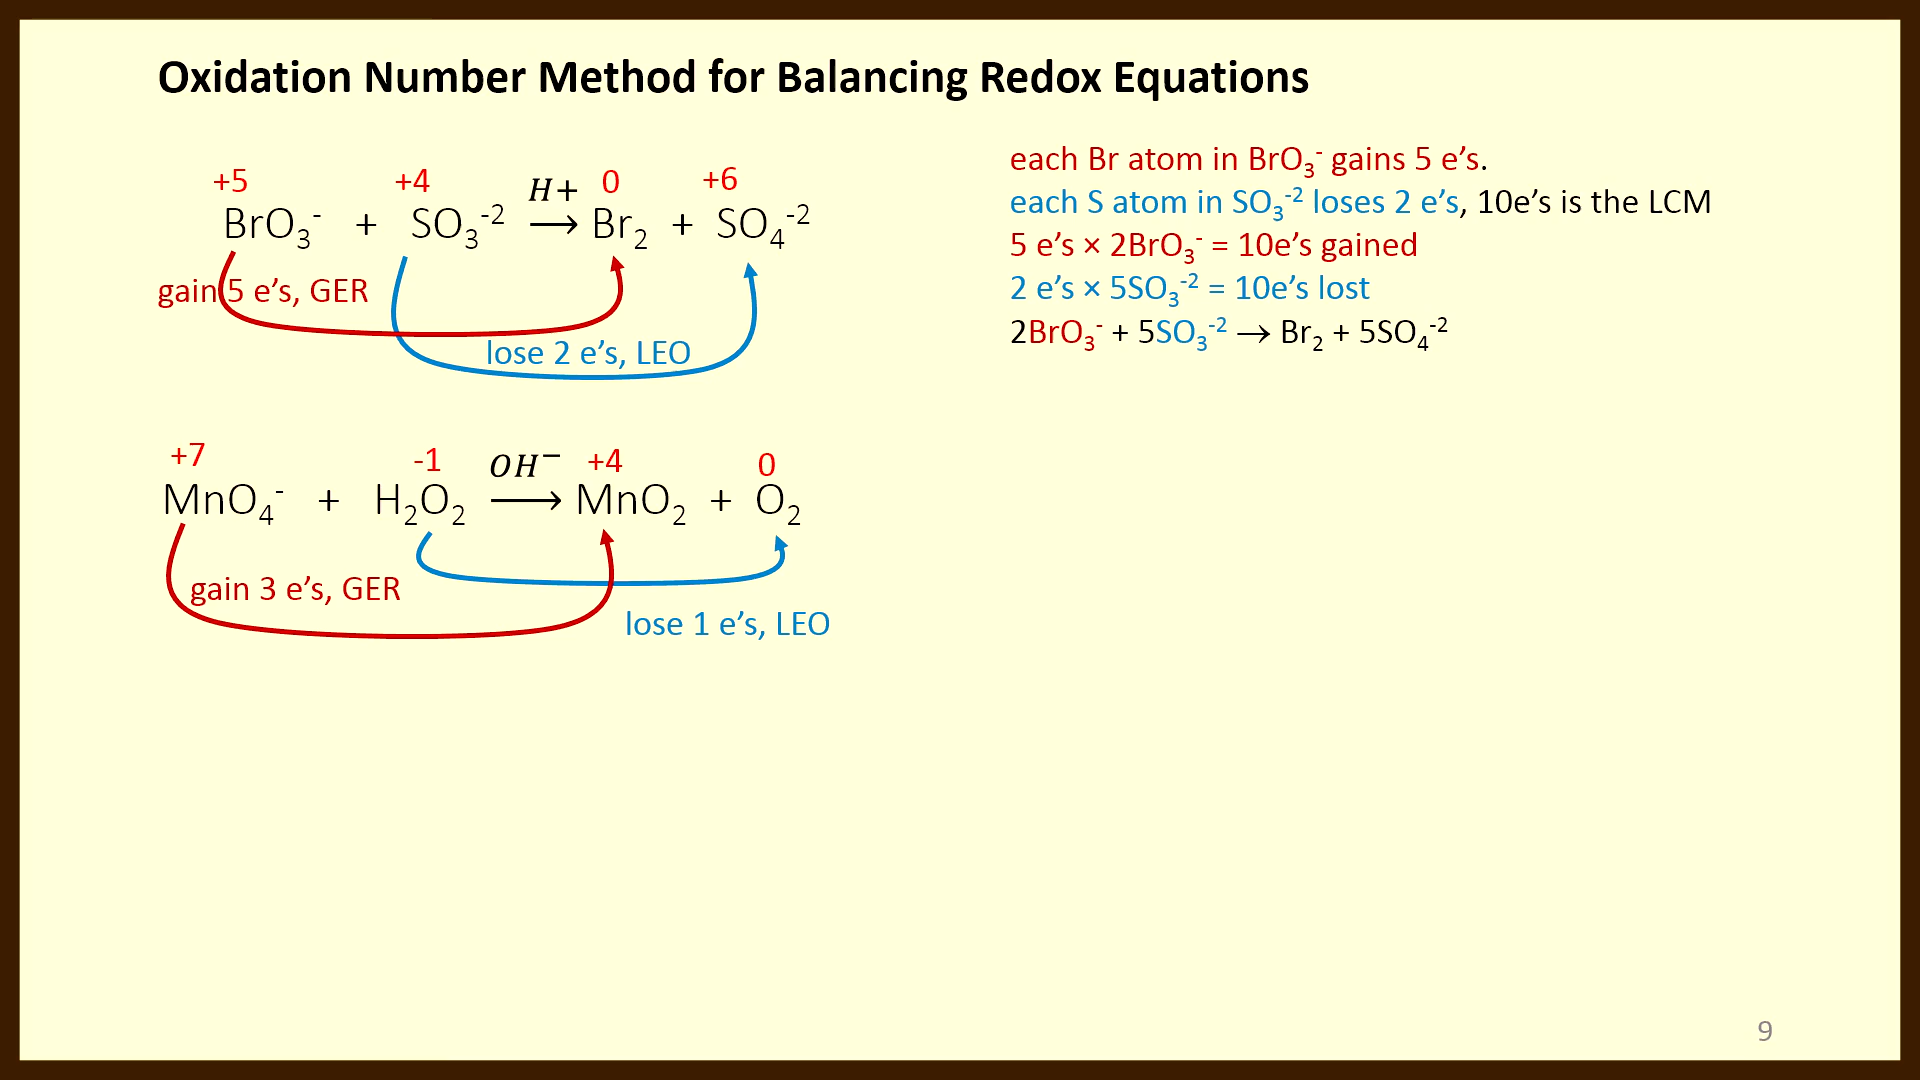 Oxidation Number Method for Balancing Redox Equations
+5 +4 H+ 0 +6
BrO₃⁻ + SO₃⁻² ⟶ Br₂ + SO₄⁻²
gain 5 e’s, GER
lose 2 e’s, LEO
each Br atom in BrO₃⁻ gains 5 e’s.
each S atom in SO₃⁻² loses 2 e’s, 10e’s is the LCM
5 e’s × 2BrO₃⁻ = 10e’s gained
2 e’s × 5SO₃⁻² = 10e’s lost
2BrO₃⁻ + 5SO₃⁻² → Br₂ + 5SO₄⁻²
+7 -1 OH⁻ +4 0
MnO₄⁻ + H₂O₂ ⟶ MnO₂ + O₂
gain 3 e’s, GER
lose 1 e’s, LEO
9